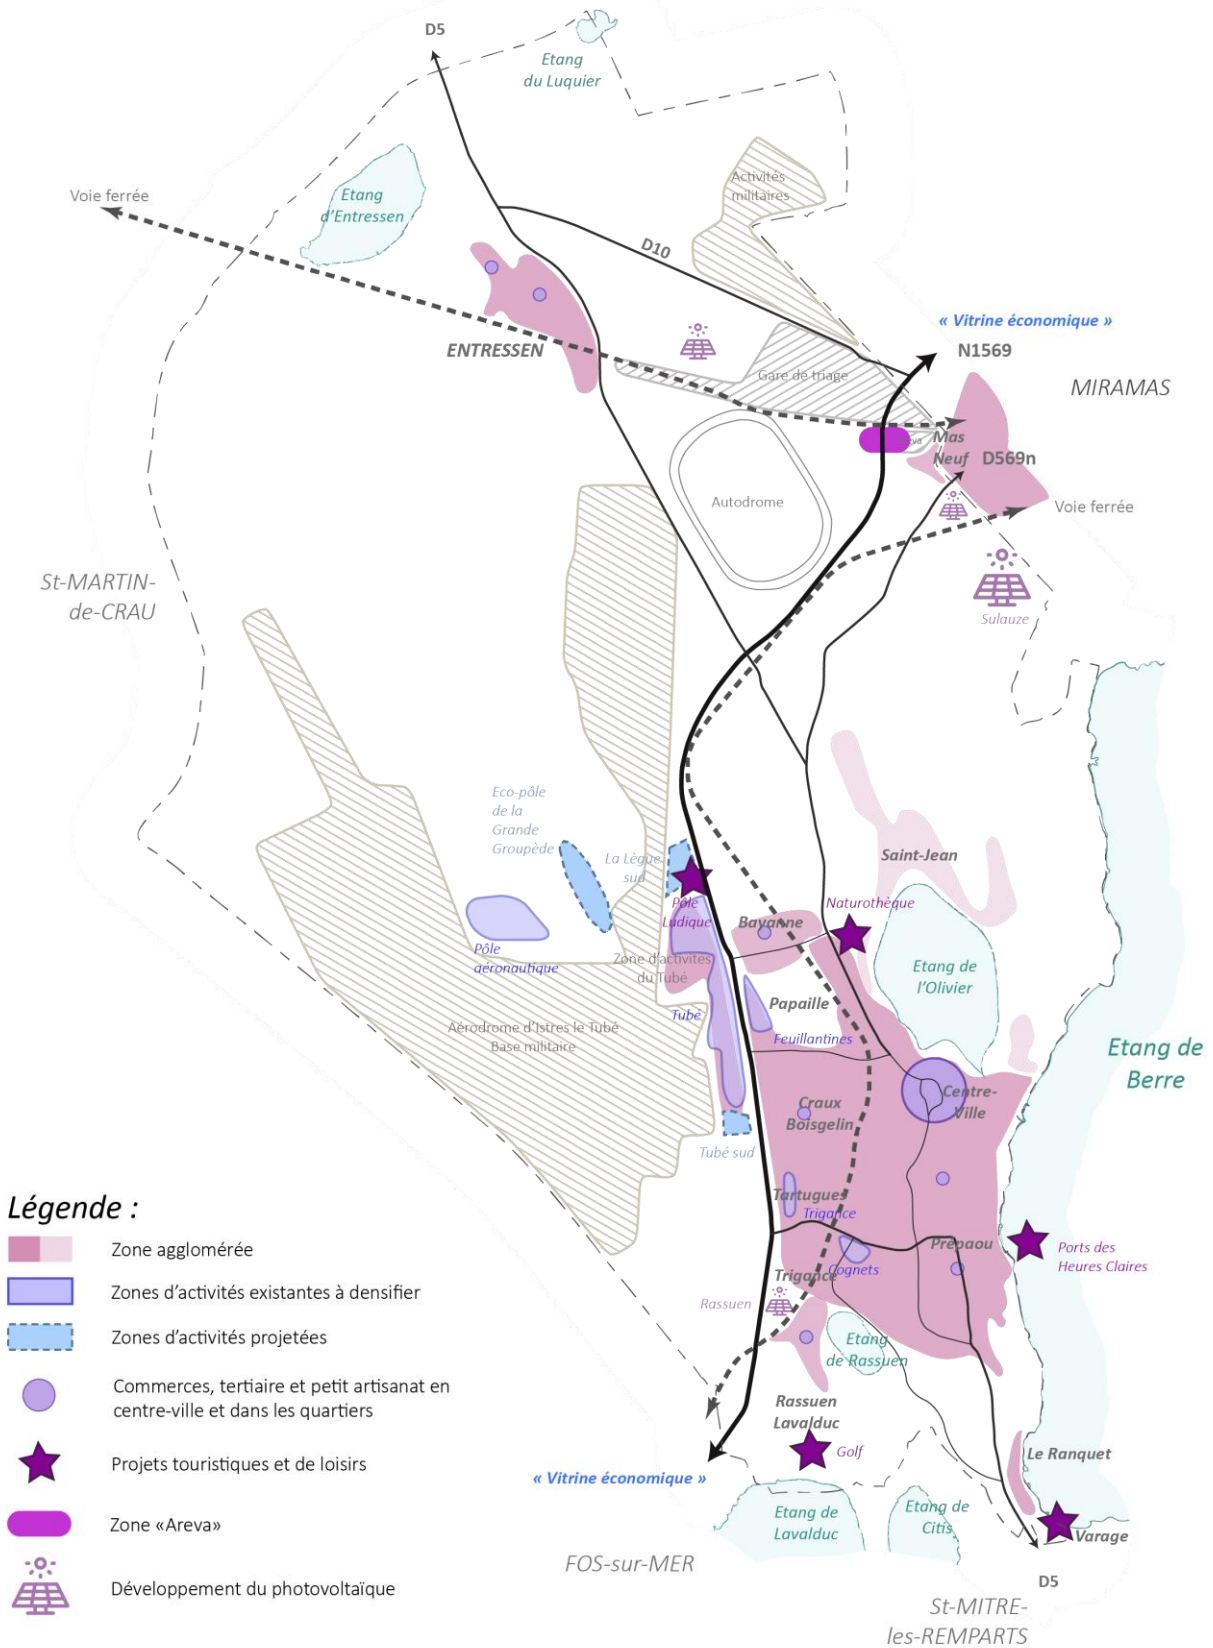 D5
Etang
du Luquier
Activités
militaires
Voie ferrée
Etang
d'Entressen
D10
« Vitrine économique »
N1569
ENTRESSEN
Gare de triage
MIRAMAS
Mas
Neuf
D569n
Autodrome
Voie ferrée
St-MARTIN-
de-CRAU
Sulauze
Eco-pôle
de la
Grande
Groupède
La Lègue
sud
Saint-Jean
Pôle
Ludique
Bayanne
Naturothèque
Pôle
aéronautique
Zone d'activités
du Tubé
Etang de
l'Olivier
Papaille
Tubé
Aérodrome d'Istres le Tubé
Base militaire
Feuillantines
Etang de
Berre
Centre-
Ville
Craux
Boisgelin
Tubé sud
Tartugues
Trigance
Prépaou
Ports des
Heures Claires
Cognets
Trigance
Rassuen
Etang
de Rassuen
Rassuen
Lavalduc
Golf
Le Ranquet
« Vitrine économique »
Etang de
Lavalduc
Etang de
Citis
Varage
FOS-sur-MER
D5
St-MITRE-
les-REMPARTS
Légende :
Zone agglomérée
Zones d'activités existantes à densifier
Zones d'activités projetées
Commerces, tertiaire et petit artisanat en
centre-ville et dans les quartiers
Projets touristiques et de loisirs
Zone «Areva»
Développement du photovoltaïque